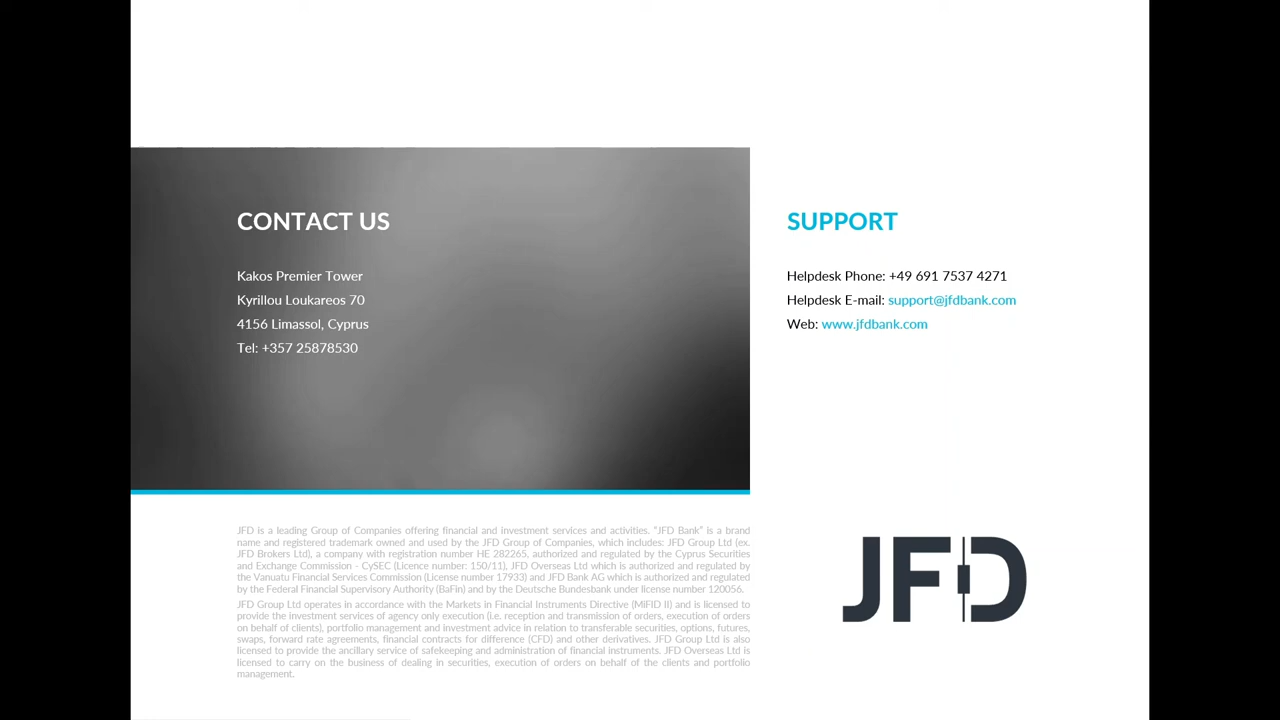 CONTACT US
Kakos Premier Tower
Kyrillou Loukareos 70
4156 Limassol, Cyprus
Tel: +357 25878530
SUPPORT
Helpdesk Phone: +49 691 7537 4271
Helpdesk E-mail: support@jfdbank.com
Web: www.jfdbank.com
JFD is a leading Group of Companies offering financial and investment services and activities. “JFD Bank” is a brand
name and registered trademark owned and used by the JFD Group of Companies, which includes: JFD Group Ltd (ex.
JFD Brokers Ltd), a company with registration number HE 282265, authorized and regulated by the Cyprus Securities
and Exchange Commission - CySEC (Licence number: 150/11), JFD Overseas Ltd which is authorized and regulated by
the Vanuatu Financial Services Commission (License number 17933) and JFD Bank AG which is authorized and regulated
by the Federal Financial Supervisory Authority (BaFin) and by the Deutsche Bundesbank under license number 120056.
JFD Group Ltd operates in accordance with the Markets in Financial Instruments Directive (MiFID II) and is licensed to
provide the investment services of agency only execution (i.e. reception and transmission of orders, execution of orders
on behalf of clients), portfolio management and investment advice in relation to transferable securities, options, futures,
swaps, forward rate agreements, financial contracts for difference (CFD) and other derivatives. JFD Group Ltd is also
licensed to provide the ancillary service of safekeeping and administration of financial instruments. JFD Overseas Ltd is
licensed to carry on the business of dealing in securities, execution of orders on behalf of the clients and portfolio
management.
JFD